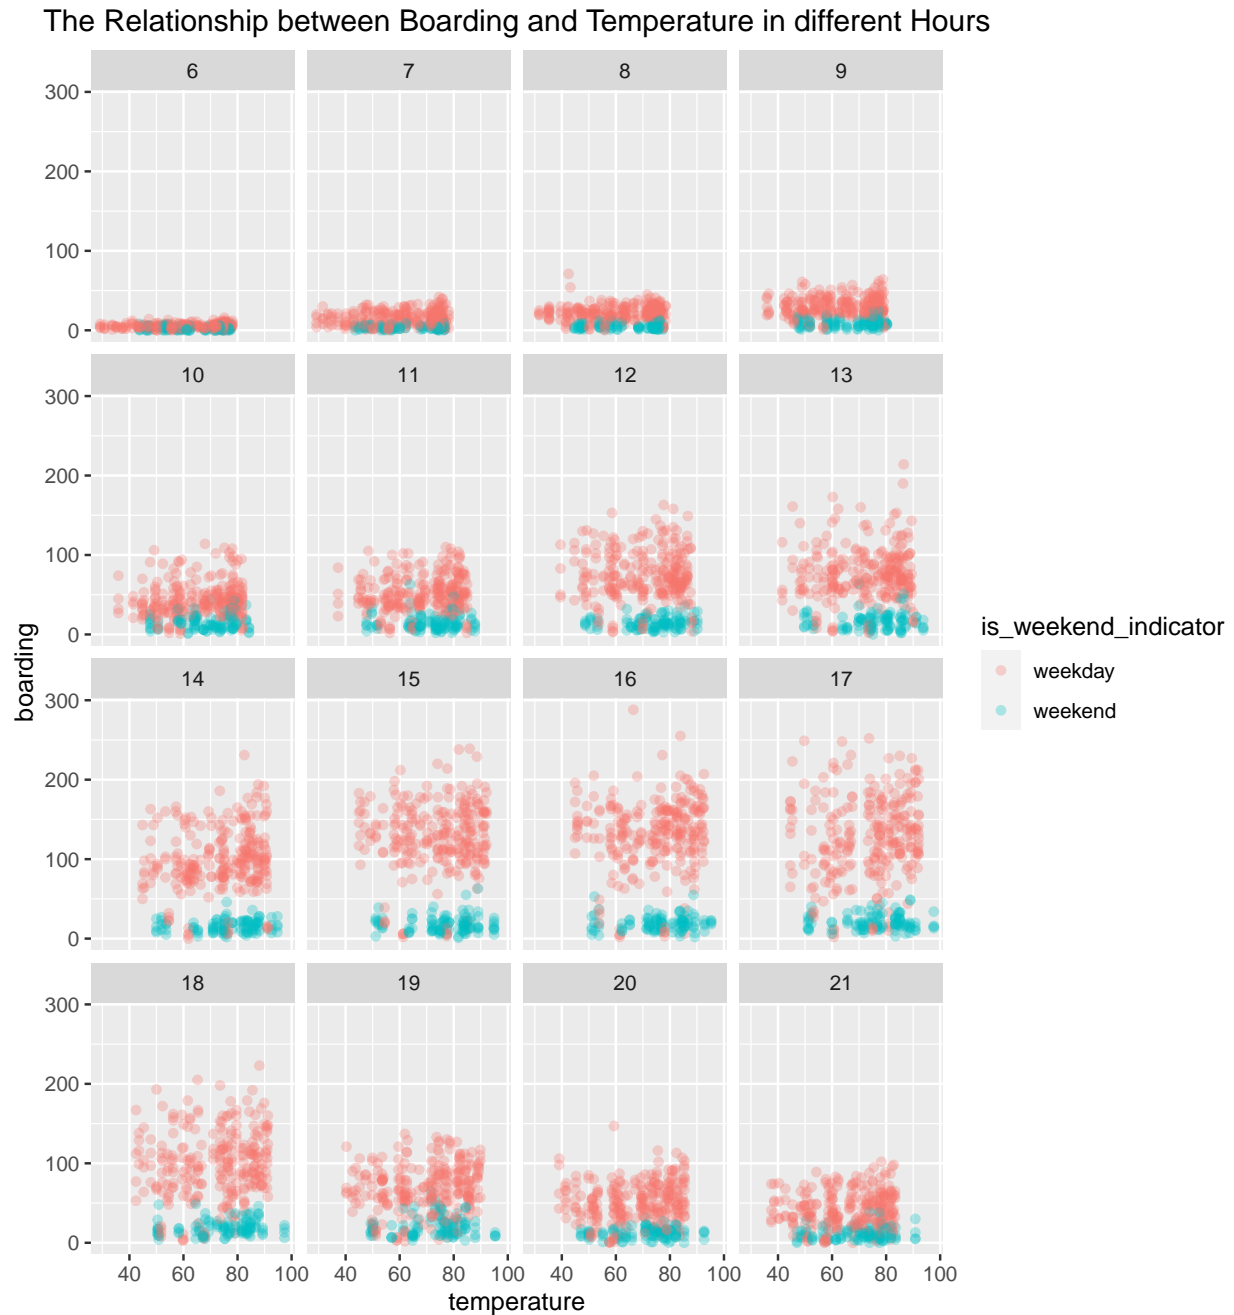 The Relationship between Boarding and Temperature in different Hours
6 7 8 9
300
200
100
0
10 11 12 13
300
200
100
0
14 15 16 17
300
200
100
0
18 19 20 21
300
200
100
0
40 60 80 100 40 60 80 100 40 60 80 100 40 60 80 100
temperature
boarding
is_weekend_indicator
weekday
weekend